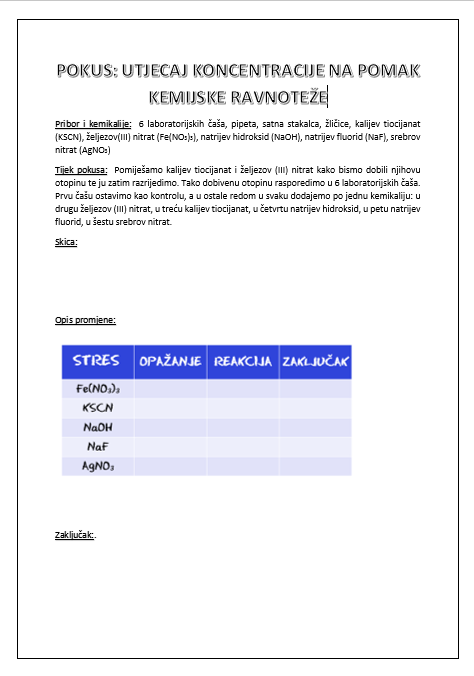 POKUS: UTJECAJ KONCENTRACIJE NA POMAK
KEMIJSKE RAVNOTEŽE
Pribor i kemikalije: 6 laboratorijskih čaša, pipeta, satna stakalca, žličice, kalijev tiocijanat
(KSCN), željezov(III) nitrat (Fe(NO₃)₃), natrijev hidroksid (NaOH), natrijev fluorid (NaF), srebrov
nitrat (AgNO₃)
Tijek pokusa: Pomiješamo kalijev tiocijanat i željezov (III) nitrat kako bismo dobili njihovu
otopinu te ju zatim razrijedimo. Tako dobivenu otopinu rasporedimo u 6 laboratorijskih čaša.
Prvu čašu ostavimo kao kontrolu, a u ostale redom u svaku dodajemo po jednu kemikaliju: u
drugu željezov (III) nitrat, u treću kalijev tiocijanat, u četvrtu natrijev hidroksid, u petu natrijev
fluorid, u šestu srebrov nitrat.
Skica:
Opis promjene:
STRES OPAŽANJE REAKCIJA ZAKLJUČAK
Fe(NO₃)₃
KSCN
NaOH
NaF
AgNO₃
Zaključak:.